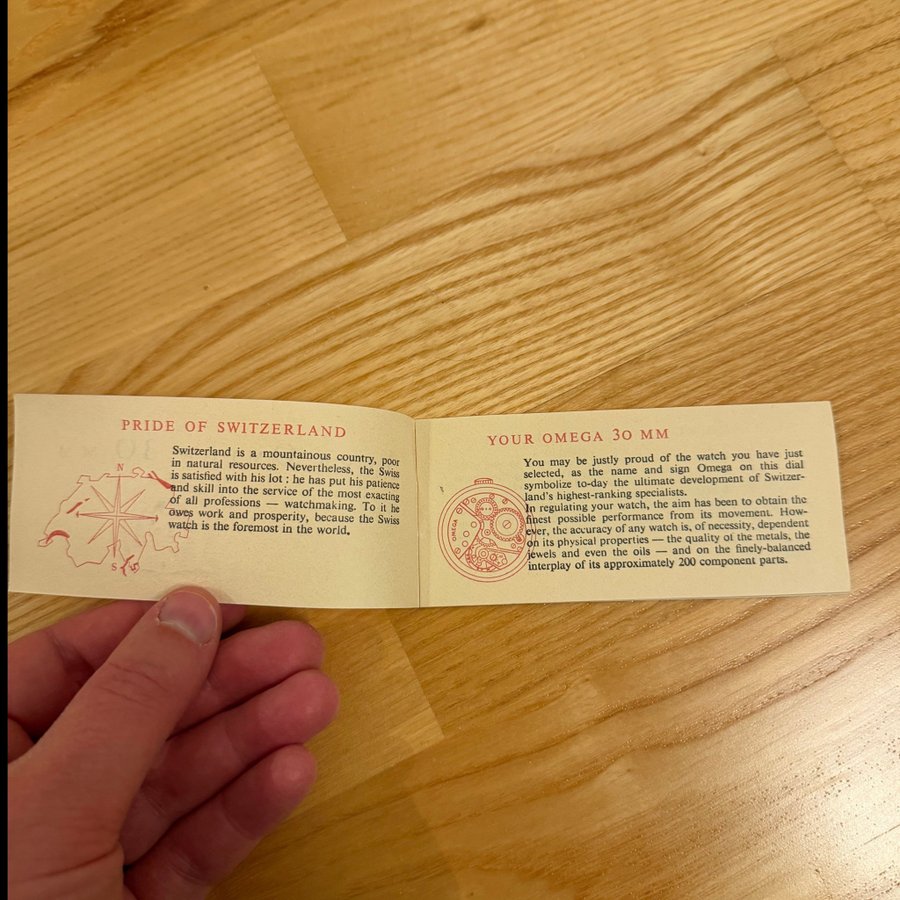 PRIDE OF SWITZERLAND
Switzerland is a mountainous country, poor
in natural resources. Nevertheless, the Swiss
is satisfied with his lot : he has put his patience
and skill into the service of the most exacting
of all professions — watchmaking. To it he
owes work and prosperity, because the Swiss
watch is the foremost in the world.
N
S
YOUR OMEGA 30 MM
You may be justly proud of the watch you have just
selected, as the name and sign Omega on this dial
symbolize to-day the ultimate development of Switzer-
land's highest-ranking specialists.
In regulating your watch, the aim has been to obtain the
finest possible performance from its movement. How-
ever, the accuracy of any watch is, of necessity, dependent
on its physical properties — the quality of the metals, the
jewels and even the oils — and on the finely-balanced
interplay of its approximately 200 component parts.
OMEGA